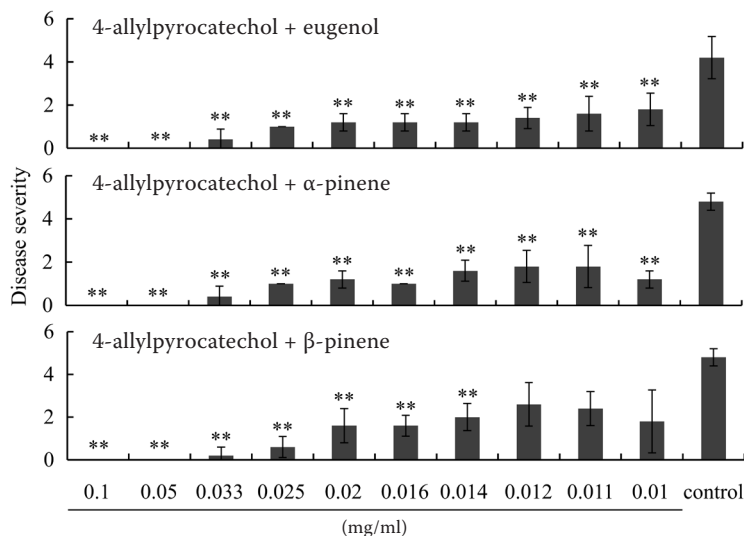 4-allylpyrocatechol + eugenol
6
4
2
0
** ** ** ** ** ** ** ** ** **
4-allylpyrocatechol + α-pinene
6
4
2
0
** ** ** ** ** ** ** ** ** **
Disease severity
4-allylpyrocatechol + β-pinene
6
4
2
0
** ** ** ** ** ** **
0.1 0.05 0.033 0.025 0.02 0.016 0.014 0.012 0.011 0.01 control
(mg/ml)